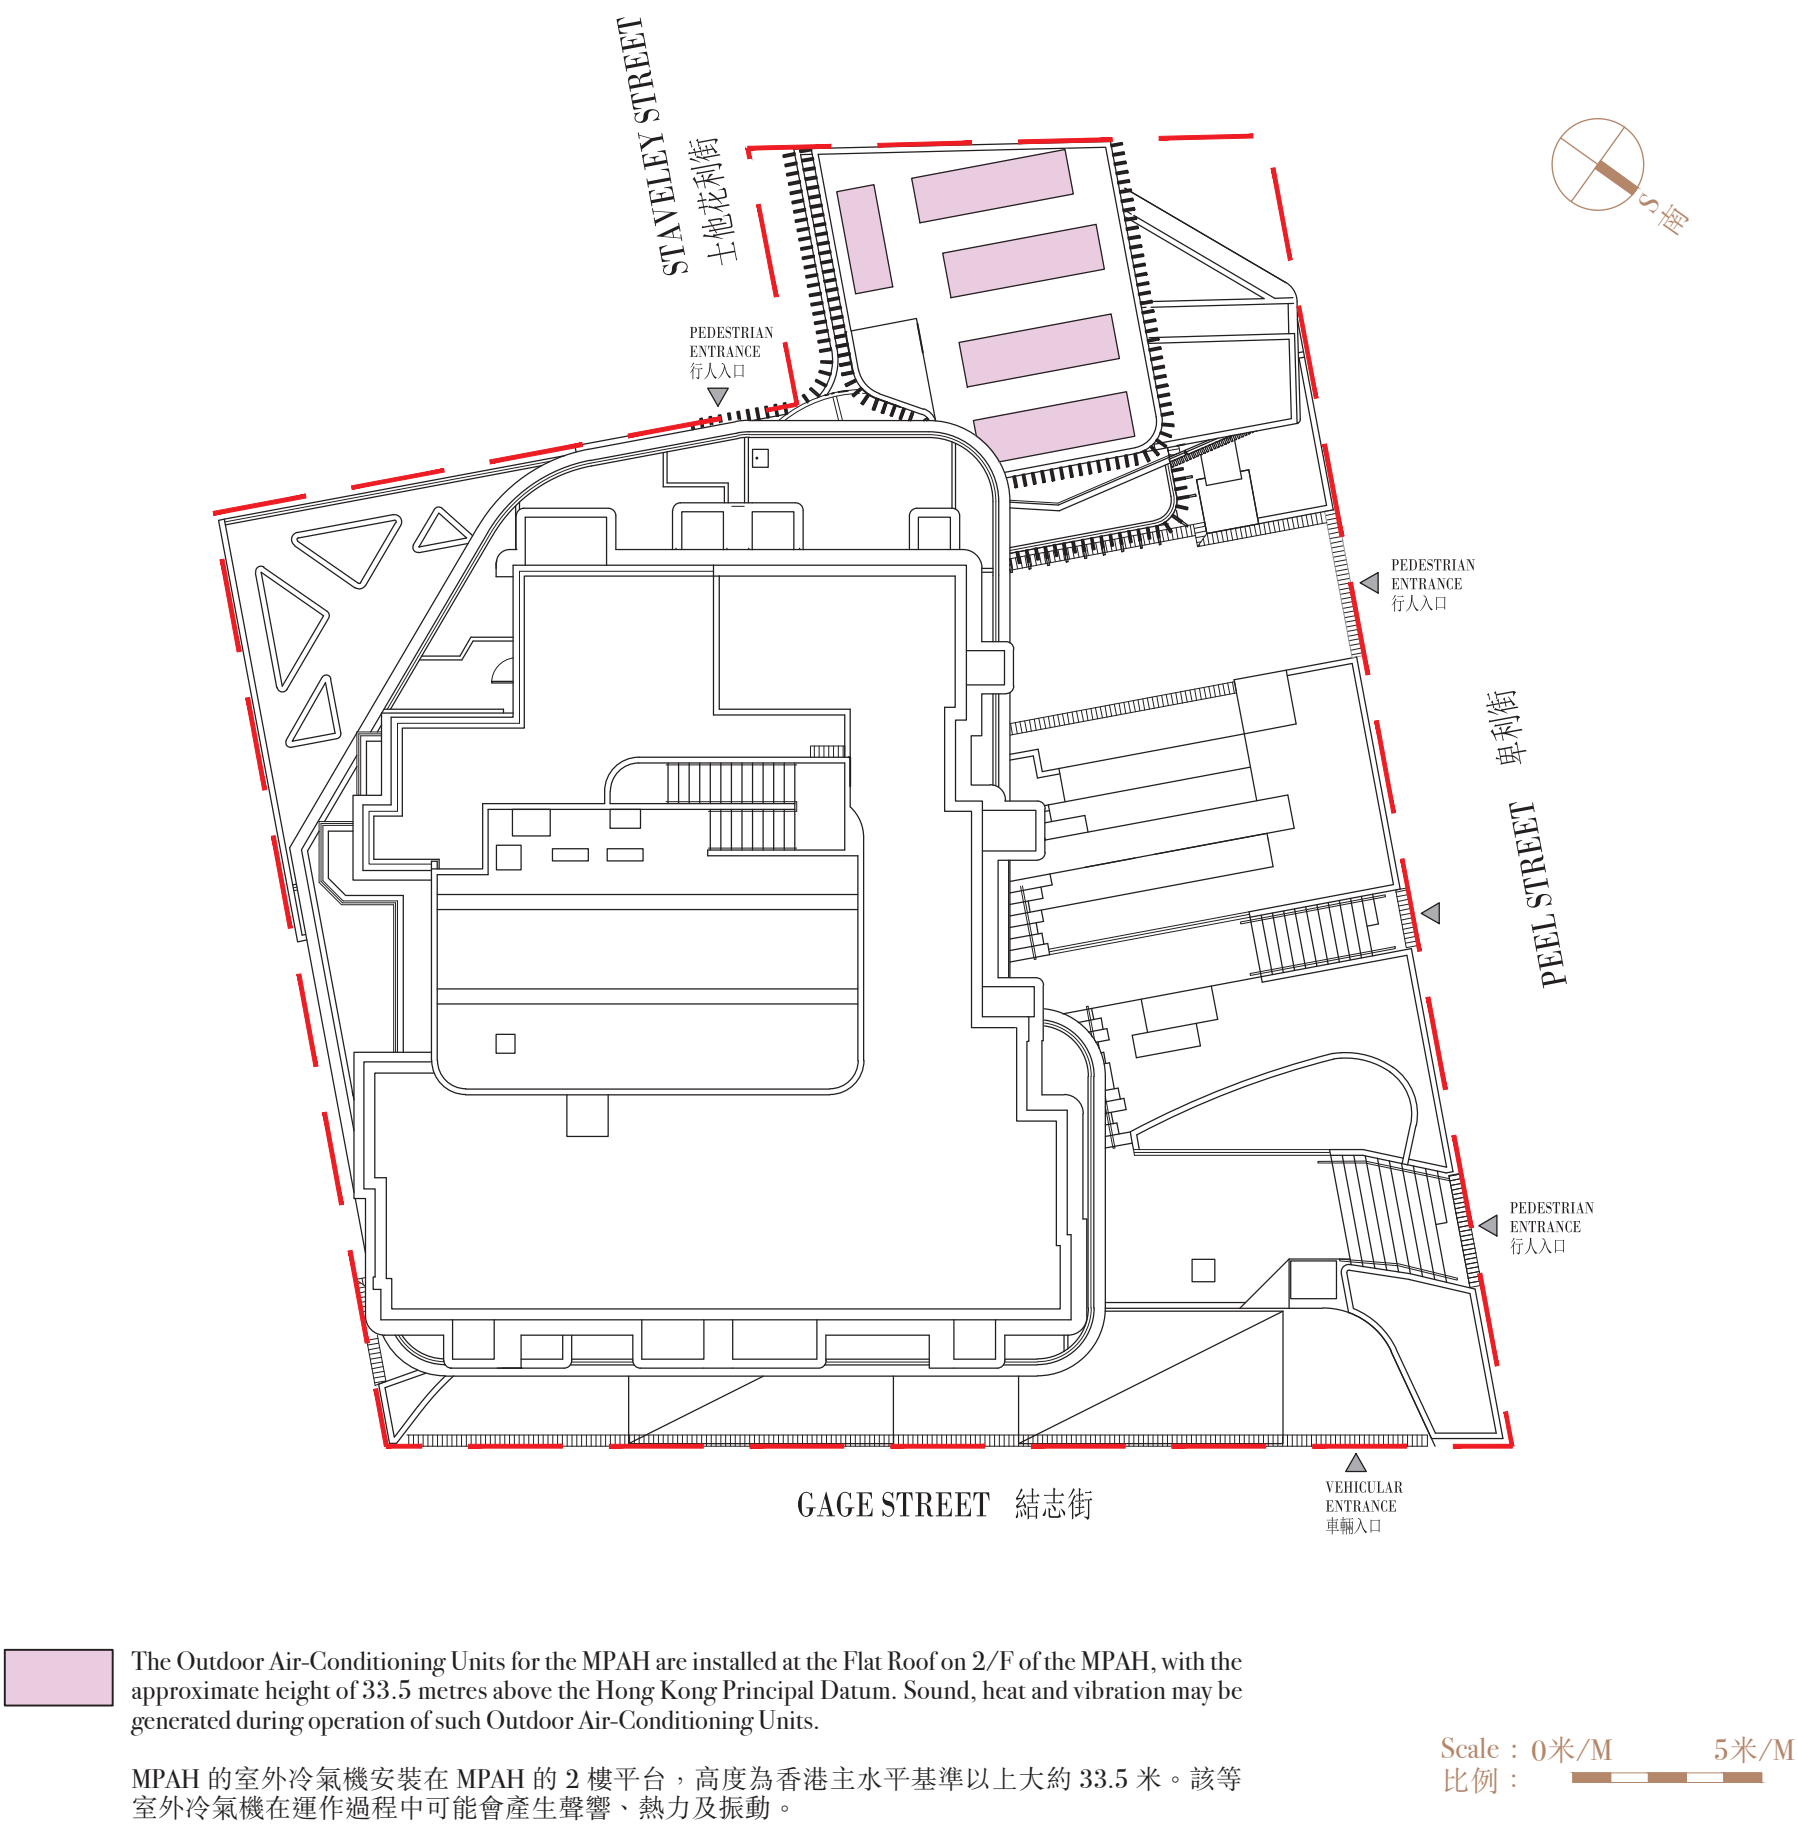 STAVELEY STREET
士他花利街
S
南
PEDESTRIAN
ENTRANCE
行人入口
PEDESTRIAN
ENTRANCE
行人入口
PEEL STREET 卑利街
PEDESTRIAN
ENTRANCE
行人入口
GAGE STREET 結志街
VEHICULAR
ENTRANCE
車輛入口
The Outdoor Air-Conditioning Units for the MPAH are installed at the Flat Roof on 2/F of the MPAH, with the
approximate height of 33.5 metres above the Hong Kong Principal Datum. Sound, heat and vibration may be
generated during operation of such Outdoor Air-Conditioning Units.
MPAH 的室外冷氣機安裝在 MPAH 的 2 樓平台，高度為香港主水平基準以上大約 33.5 米。該等
室外冷氣機在運作過程中可能會產生聲響、熱力及振動。
Scale : 0米/M 5米/M
比例 :